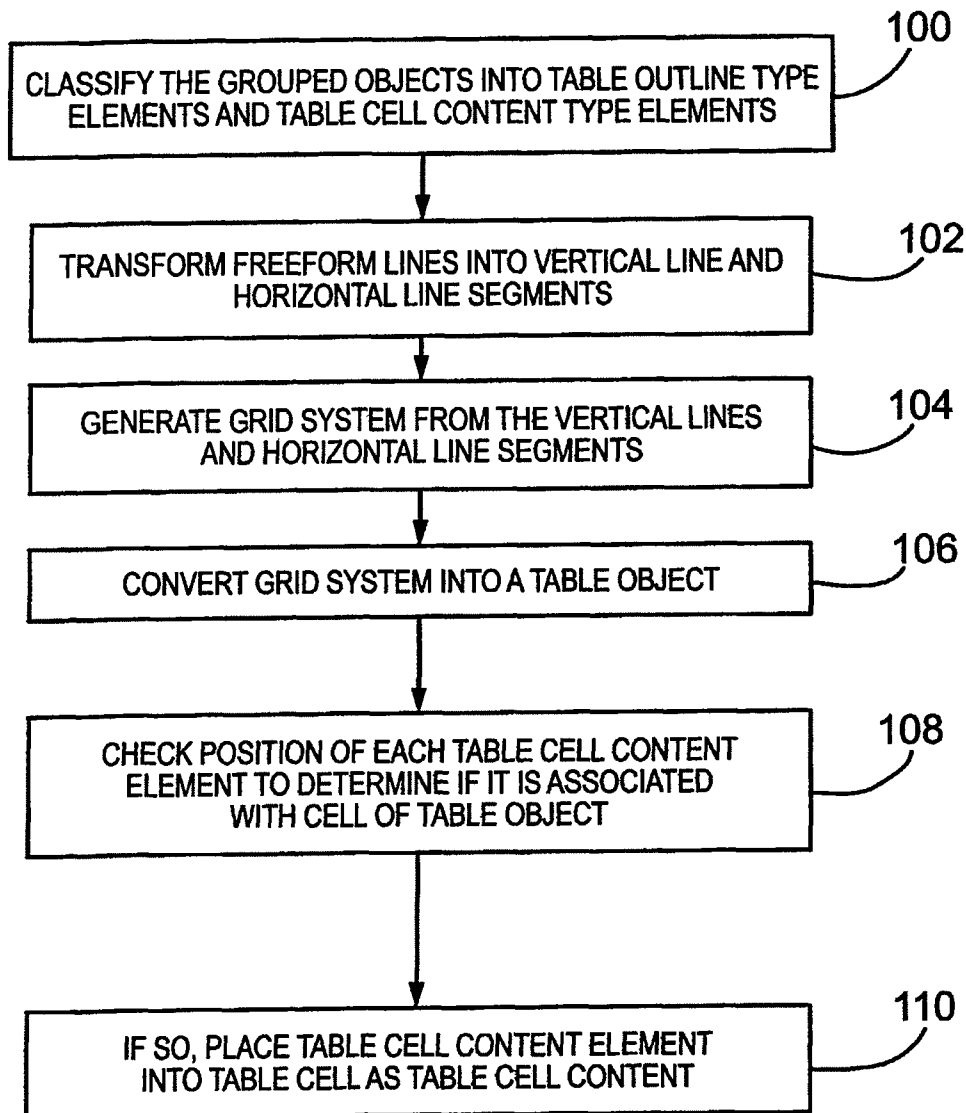 100
CLASSIFY THE GROUPED OBJECTS INTO TABLE OUTLINE TYPE
ELEMENTS AND TABLE CELL CONTENT TYPE ELEMENTS
102
TRANSFORM FREEFORM LINES INTO VERTICAL LINE AND
HORIZONTAL LINE SEGMENTS
104
GENERATE GRID SYSTEM FROM THE VERTICAL LINES
AND HORIZONTAL LINE SEGMENTS
106
CONVERT GRID SYSTEM INTO A TABLE OBJECT
108
CHECK POSITION OF EACH TABLE CELL CONTENT
ELEMENT TO DETERMINE IF IT IS ASSOCIATED
WITH CELL OF TABLE OBJECT
110
IF SO, PLACE TABLE CELL CONTENT ELEMENT
INTO TABLE CELL AS TABLE CELL CONTENT